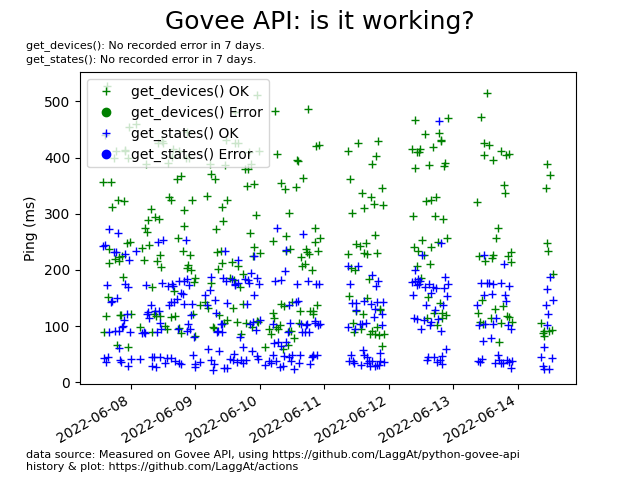 Govee API: is it working?
get_devices(): No recorded error in 7 days.
get_states(): No recorded error in 7 days.
get_devices() OK
get_devices() Error
get_states() OK
get_states() Error
Ping (ms)
500
400
300
200
100
0
2022-06-08
2022-06-09
2022-06-10
2022-06-11
2022-06-12
2022-06-13
2022-06-14
data source: Measured on Govee API, using https://github.com/LaggAt/python-govee-api
history & plot: https://github.com/LaggAt/actions